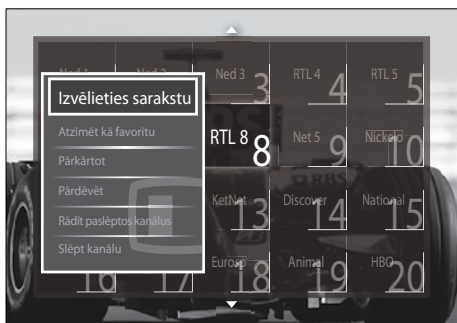 Ned 3 3
RTL 4 4
RTL 5 5
Izvēlieties sarakstu
Atzīmēt kā favorītu
Pārkārtot
Pārdēvēt
Rādīt paslēptos kanālus
Slēpt kanālu
RTL 8 8
Net 5 9
Nickelo 10
KetNet 13
Discover 14
National 15
16
17
Europ 18
Animal 19
HBO 20